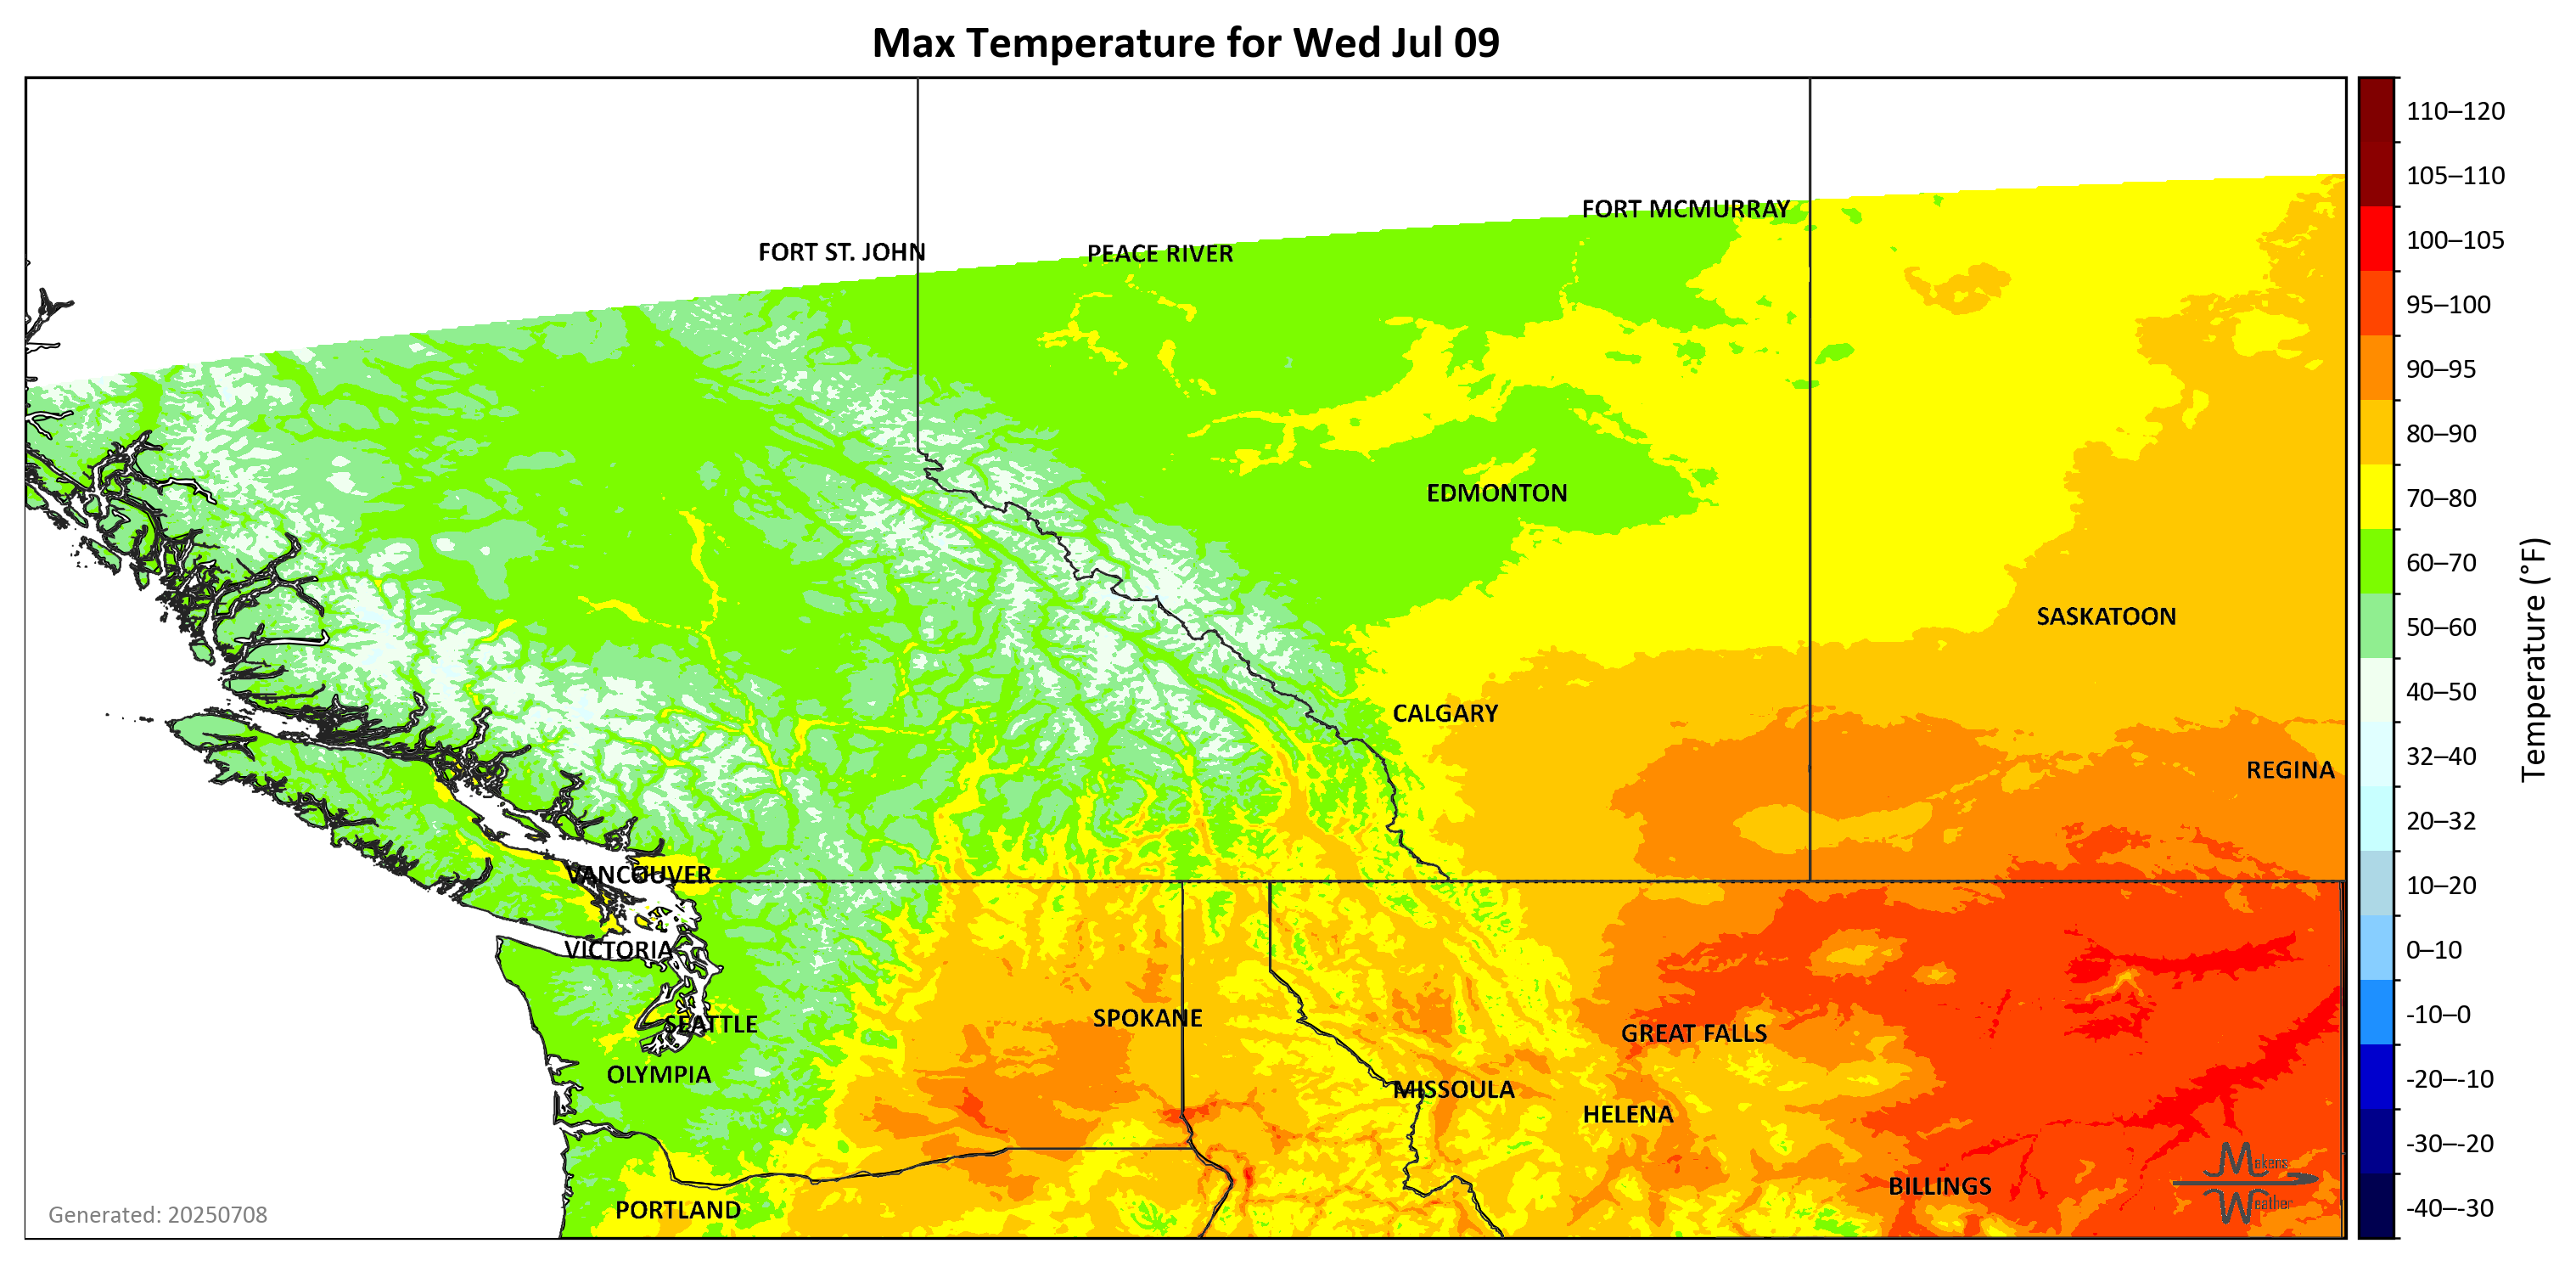 Max Temperature for Wed Jul 09
FORT MCMURRAY
FORT ST. JOHN
PEACE RIVER
EDMONTON
SASKATOON
CALGARY
REGINA
VANCOUVER
VICTORIA
SEATTLE
SPOKANE
GREAT FALLS
OLYMPIA
MISSOULA
HELENA
BILLINGS
PORTLAND
Makens
Weather
Generated: 20250708
110–120
105–110
100–105
95–100
90–95
80–90
70–80
60–70
50–60
40–50
32–40
20–32
10–20
0–10
-10–0
-20–-10
-30–-20
-40–-30
Temperature (°F)